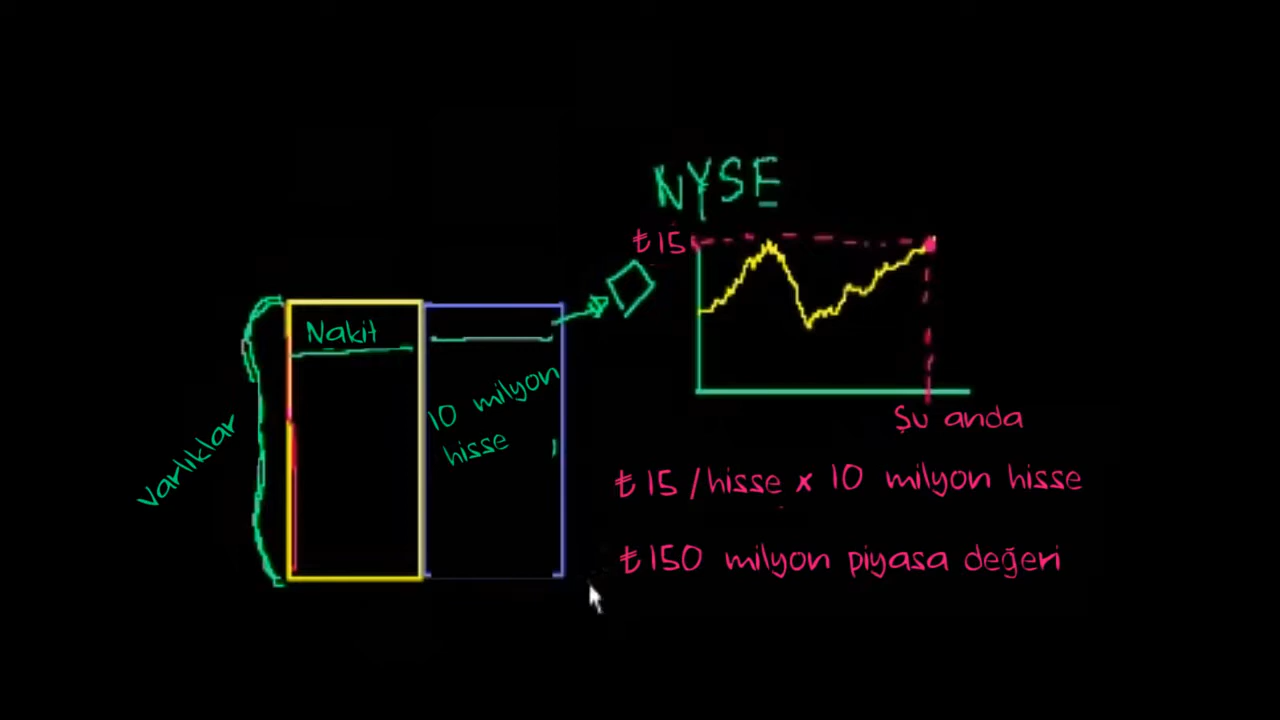 NYSE
₺15
Nakit
Varlıklar
10 milyon
hisse
Şu anda
₺15/hisse x 10 milyon hisse
₺150 milyon piyasa değeri